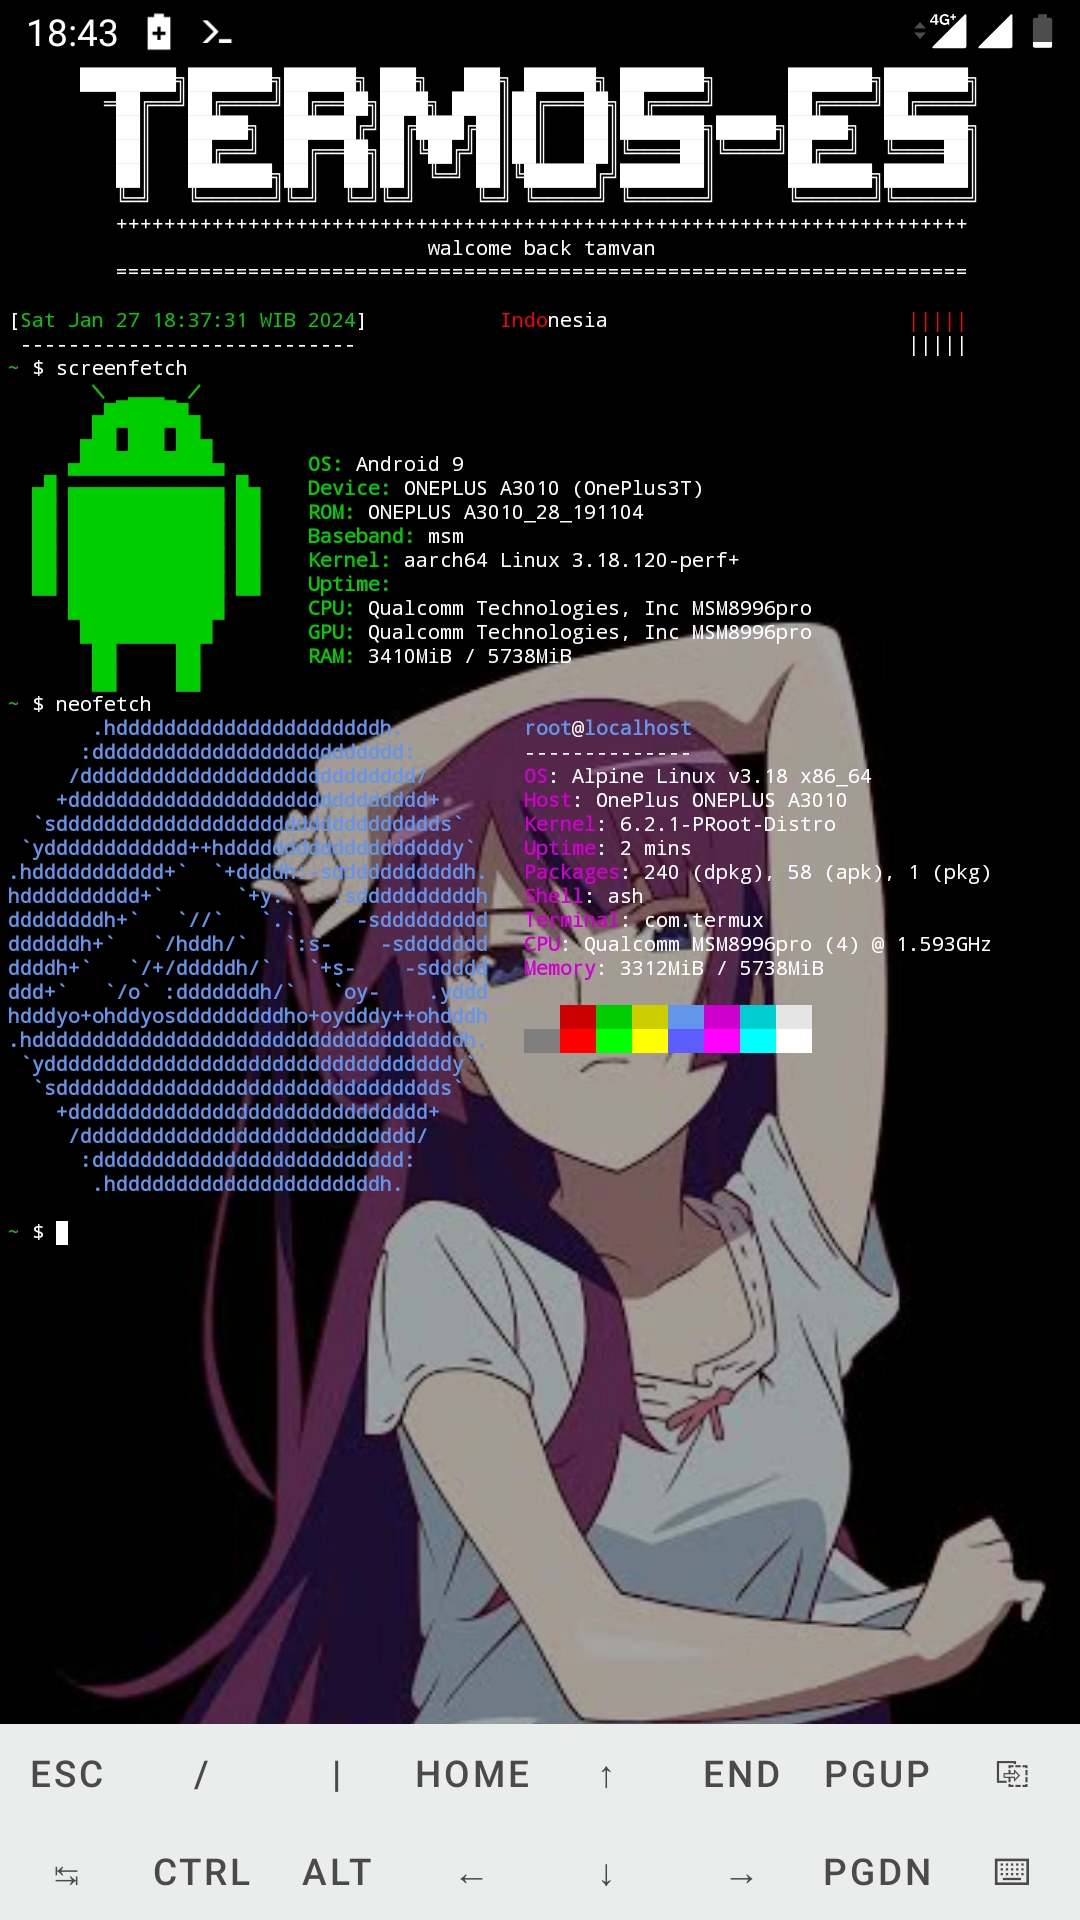 18:43 4G+
TERMOS-ES
+++++++++++++++++++++++++++++++++++++++++++++++++++++++++++++++++++++++
walcome back tamvan
=======================================================================
[Sat Jan 27 18:37:31 WIB 2024] Indonesia |||||
---------------------------- |||||
~ $ screenfetch
OS: Android 9
Device: ONEPLUS A3010 (OnePlus3T)
ROM: ONEPLUS A3010_28_191104
Baseband: msm
Kernel: aarch64 Linux 3.18.120-perf+
Uptime:
CPU: Qualcomm Technologies, Inc MSM8996pro
GPU: Qualcomm Technologies, Inc MSM8996pro
RAM: 3410MiB / 5738MiB
~ $ neofetch
root@localhost
--------------
OS: Alpine Linux v3.18 x86_64
Host: OnePlus ONEPLUS A3010
Kernel: 6.2.1-PRoot-Distro
Uptime: 2 mins
Packages: 240 (dpkg), 58 (apk), 1 (pkg)
Shell: ash
Terminal: com.termux
CPU: Qualcomm MSM8996pro (4) @ 1.593GHz
Memory: 3312MiB / 5738MiB
~ $
ESC / | HOME ↑ END PGUP
↹ CTRL ALT ← ↓ → PGDN